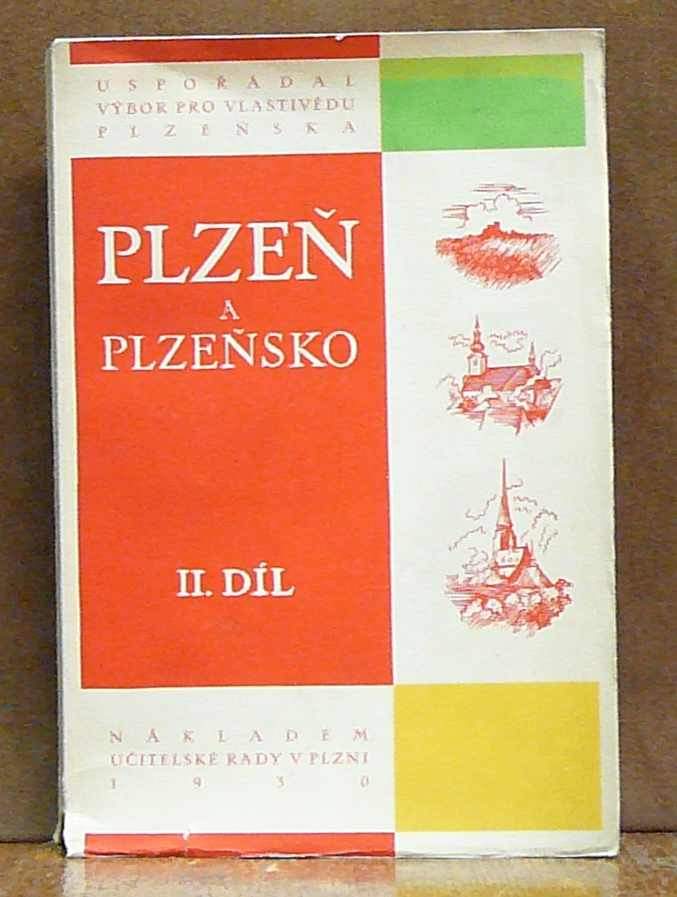 USPOŘÁDAL
VÝBOR PRO VLASTIVĚDU
PLZEŇSKA
PLZEŇ
A
PLZEŇSKO
II. DÍL
NÁKLADEM
UČITELSKÉ RADY V PLZNI
1930